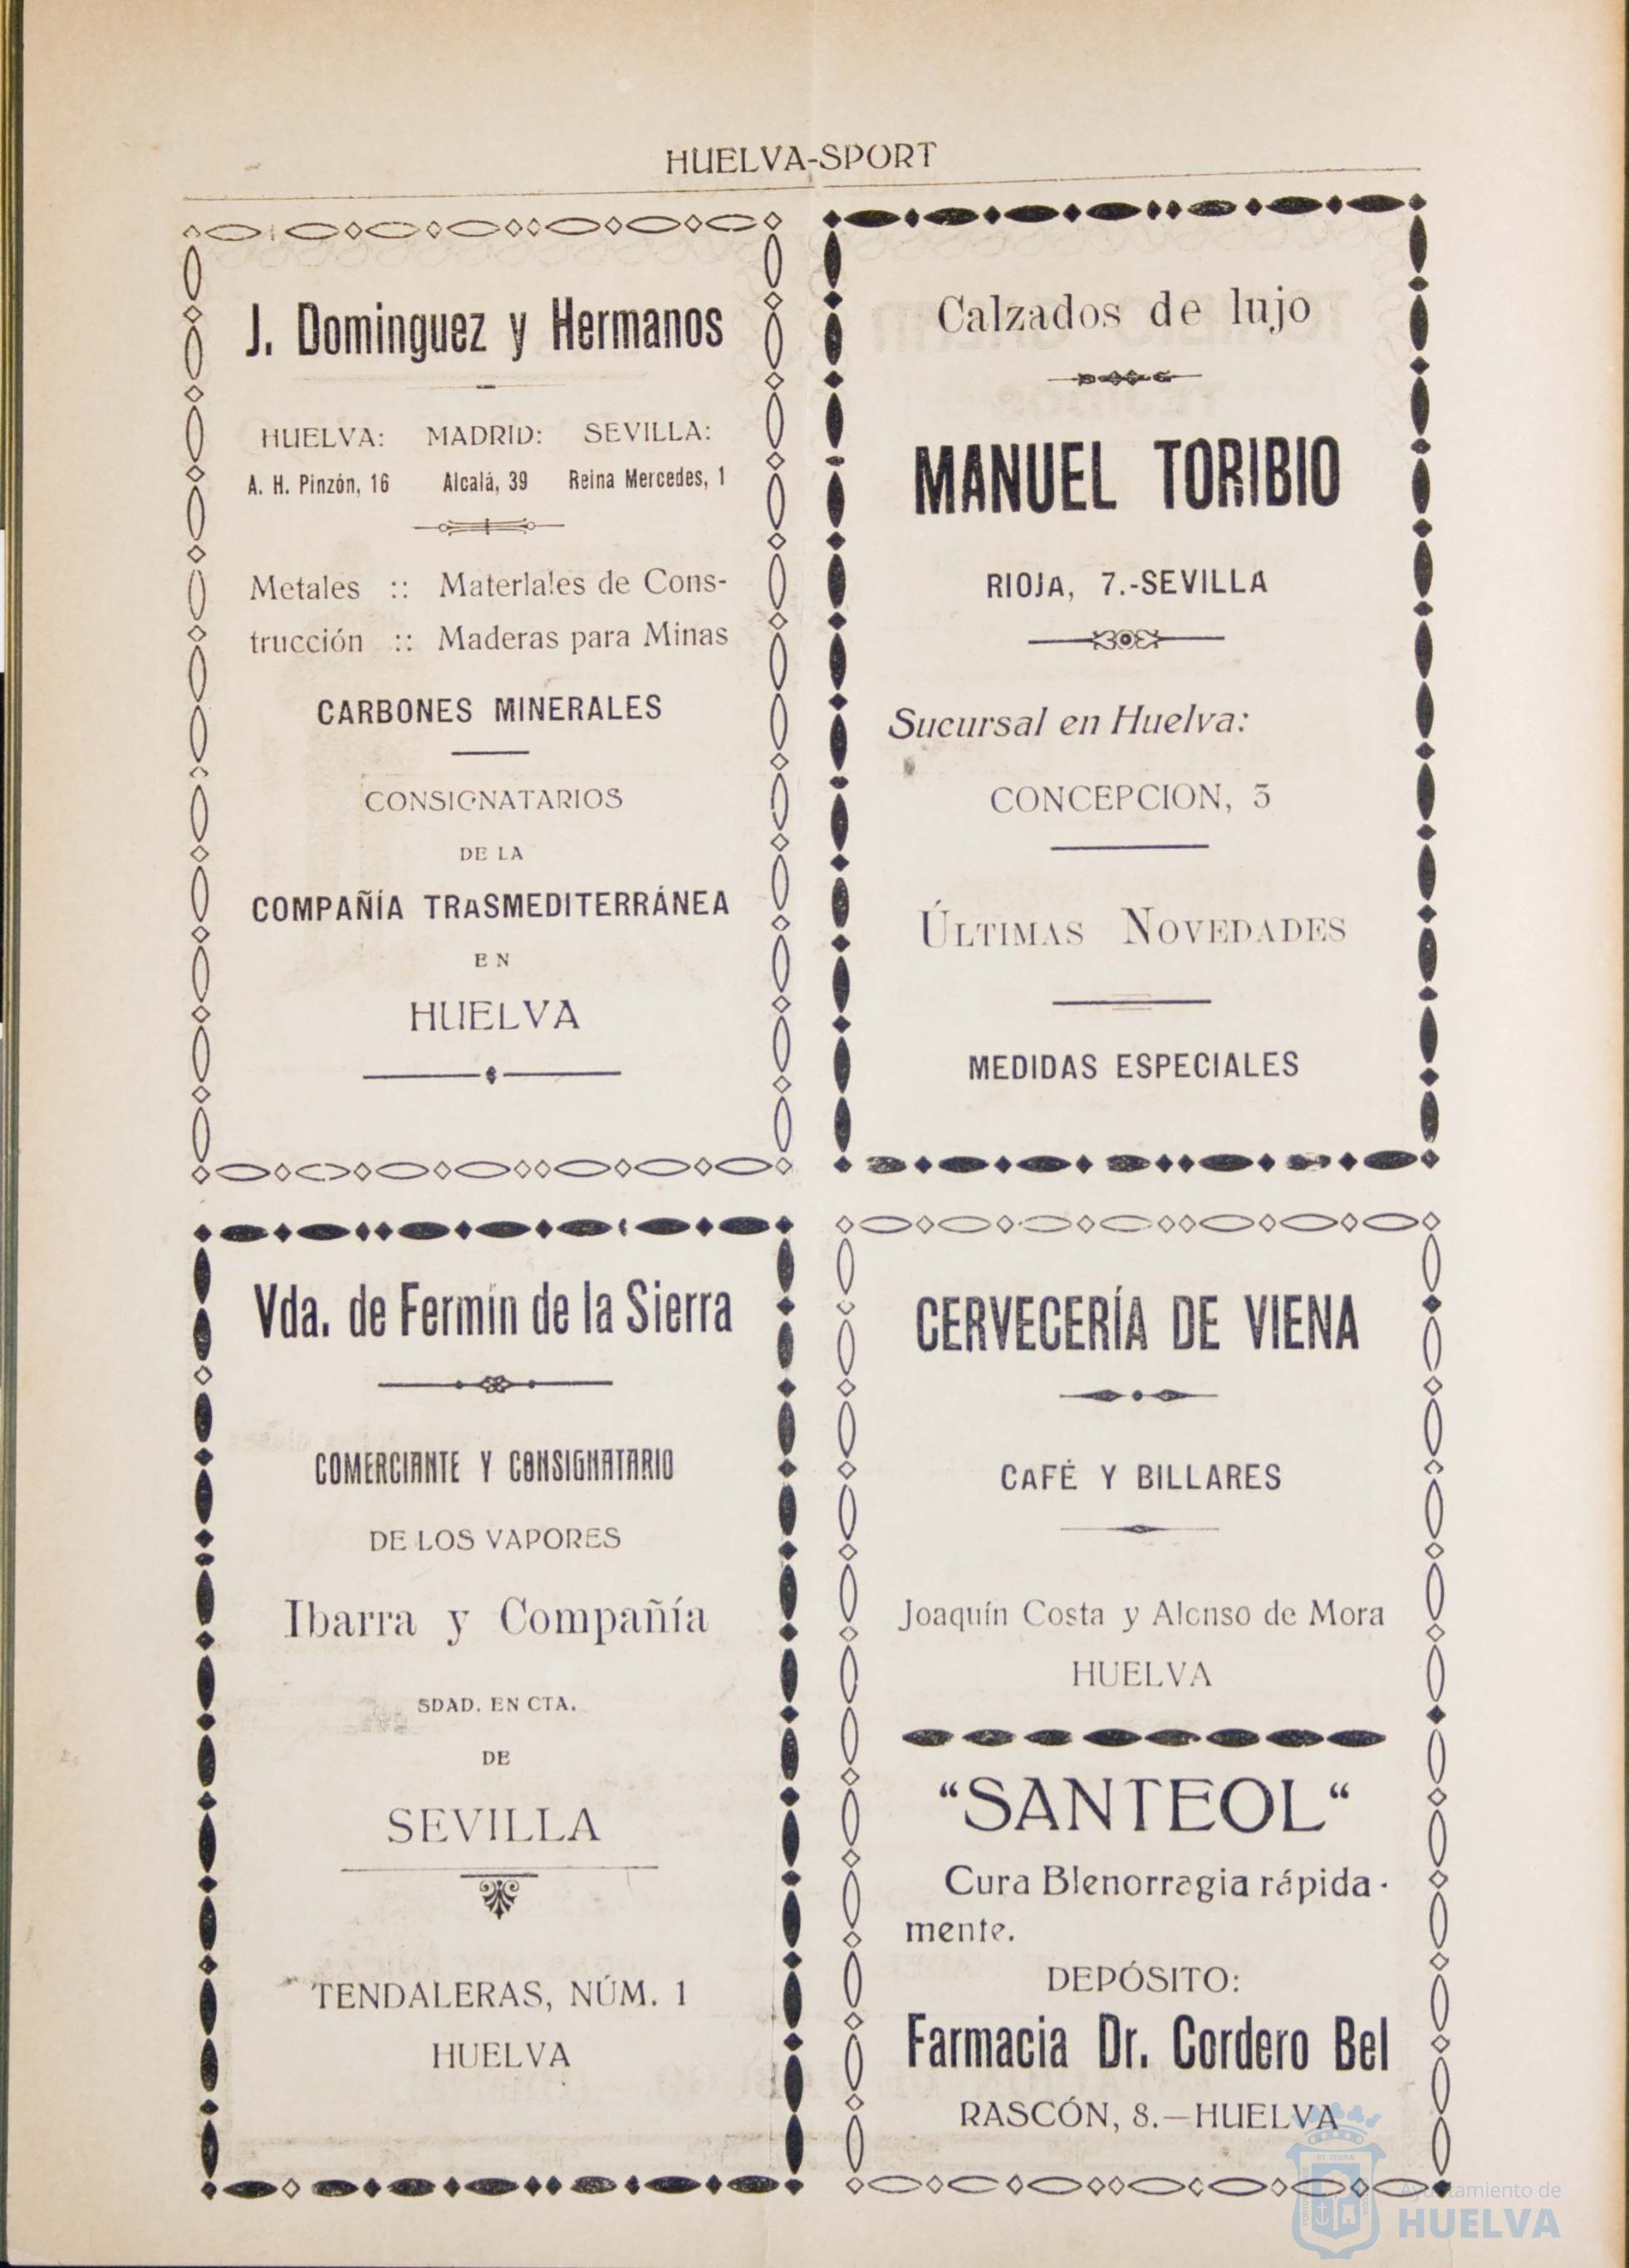 HUELVA-SPORT
J. Dominguez y Hermanos
HUELVA: MADRID: SEVILLA:
A. H. Pinzón, 16 Alcalá, 39 Reina Mercedes, 1
Metales :: Materiales de Cons-
trucción :: Maderas para Minas
CARBONES MINERALES
CONSIGNATARIOS
DE LA
COMPAÑÍA TRASMEDITERRÁNEA
EN
HUELVA
Calzados de lujo
MANUEL TORIBIO
RIOJA, 7.-SEVILLA
Sucursal en Huelva:
CONCEPCION, 3
ÚLTIMAS NOVEDADES
MEDIDAS ESPECIALES
Vda. de Fermín de la Sierra
COMERCIANTE Y CONSIGNATARIO
DE LOS VAPORES
Ibarra y Compañía
SDAD. EN CTA.
DE
SEVILLA
TENDALERAS, NÚM. 1
HUELVA
CERVECERÍA DE VIENA
CAFÉ Y BILLARES
Joaquín Costa y Alonso de Mora
HUELVA
"SANTEOL"
Cura Blenorragia rápida-
mente.
DEPÓSITO:
Farmacia Dr. Cordero Bel
RASCÓN, 8.—HUELVA
Ayuntamiento de
HUELVA